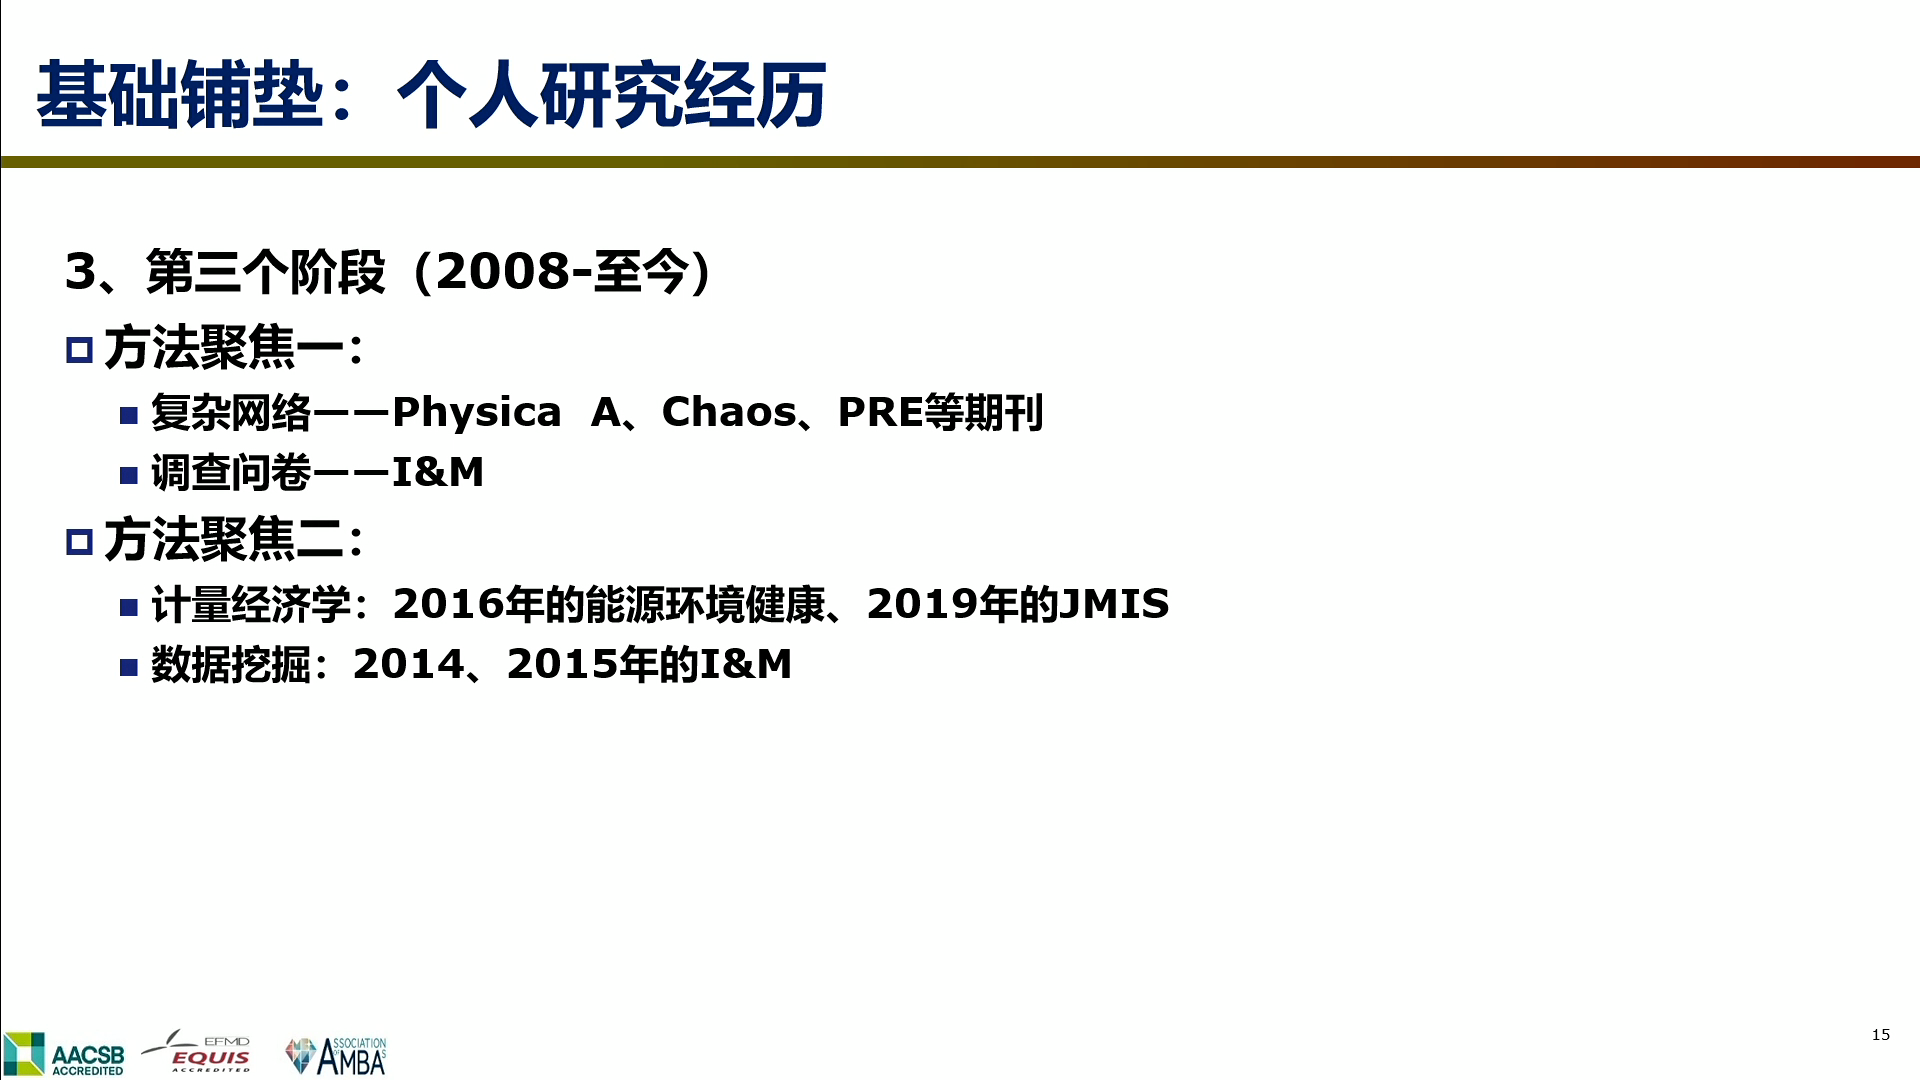 基础铺垫：个人研究经历
3、第三个阶段（2008-至今）
方法聚焦一：
复杂网络——Physica A、Chaos、PRE等期刊
调查问卷——I&M
方法聚焦二：
计量经济学：2016年的能源环境健康、2019年的JMIS
数据挖掘：2014、2015年的I&M
AACSB
ACCREDITED
EFMD
EQUIS
ACCREDITED
ASSOCIATION
OF
AMBAS
15